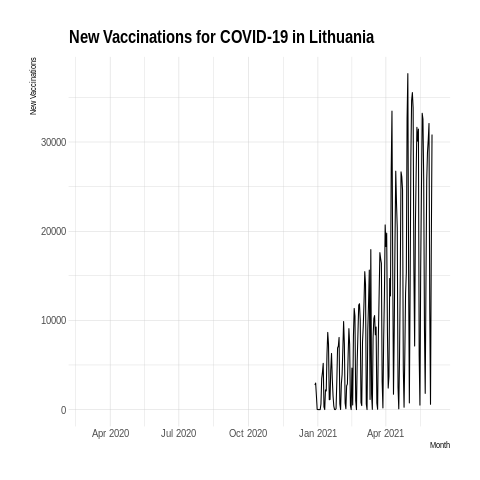 New Vaccinations for COVID-19 in Lithuania
New Vaccinations
30000
20000
10000
0
Apr 2020 Jul 2020 Oct 2020 Jan 2021 Apr 2021
Month